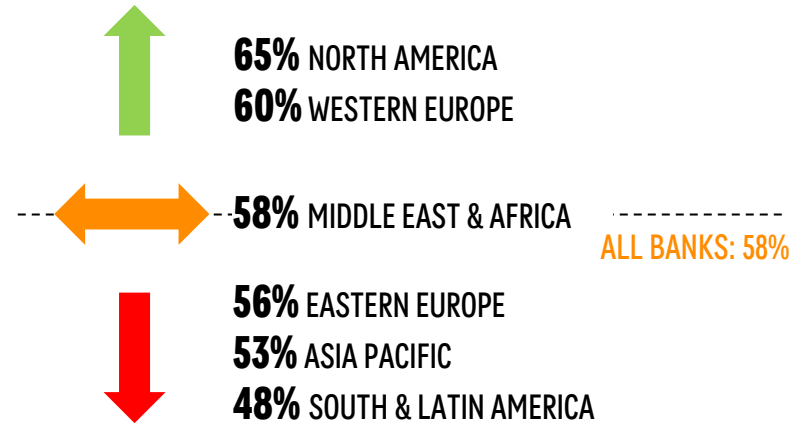 65% NORTH AMERICA
60% WESTERN EUROPE
58% MIDDLE EAST & AFRICA
ALL BANKS: 58%
56% EASTERN EUROPE
53% ASIA PACIFIC
48% SOUTH & LATIN AMERICA